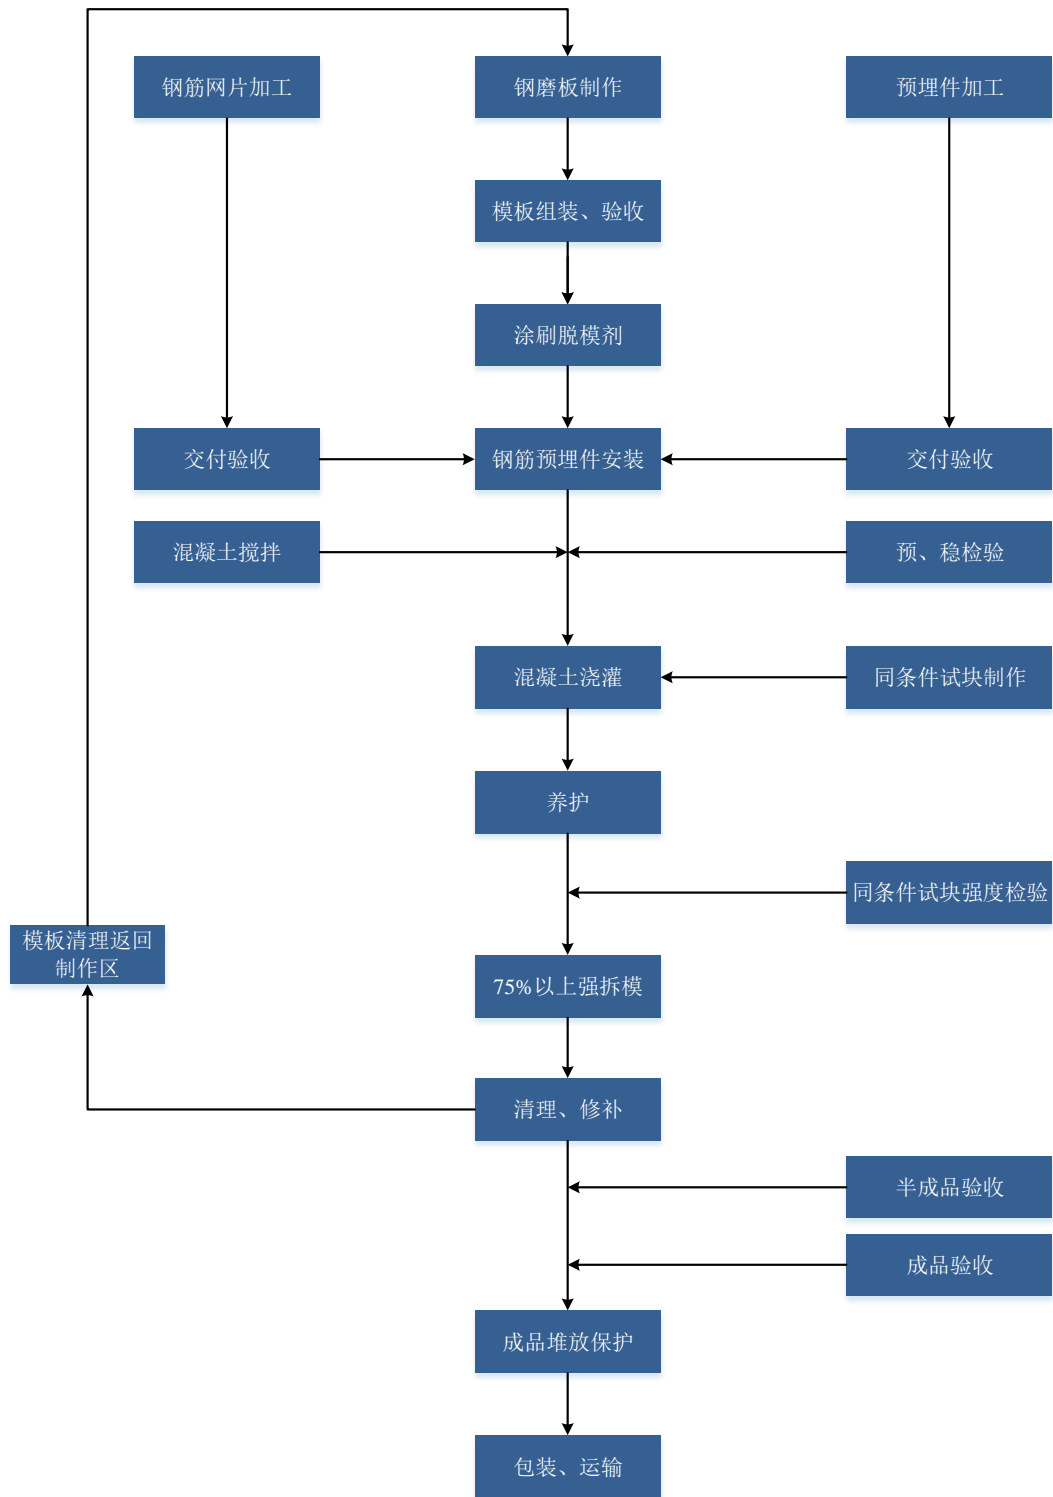 钢筋网片加工
钢磨板制作
预埋件加工
模板组装、验收
涂刷脱模剂
交付验收
钢筋预埋件安装
交付验收
混凝土搅拌
预、稳检验
混凝土浇灌
同条件试块制作
养护
同条件试块强度检验
模板清理返回
制作区
75%以上强拆模
清理、修补
半成品验收
成品验收
成品堆放保护
包装、运输